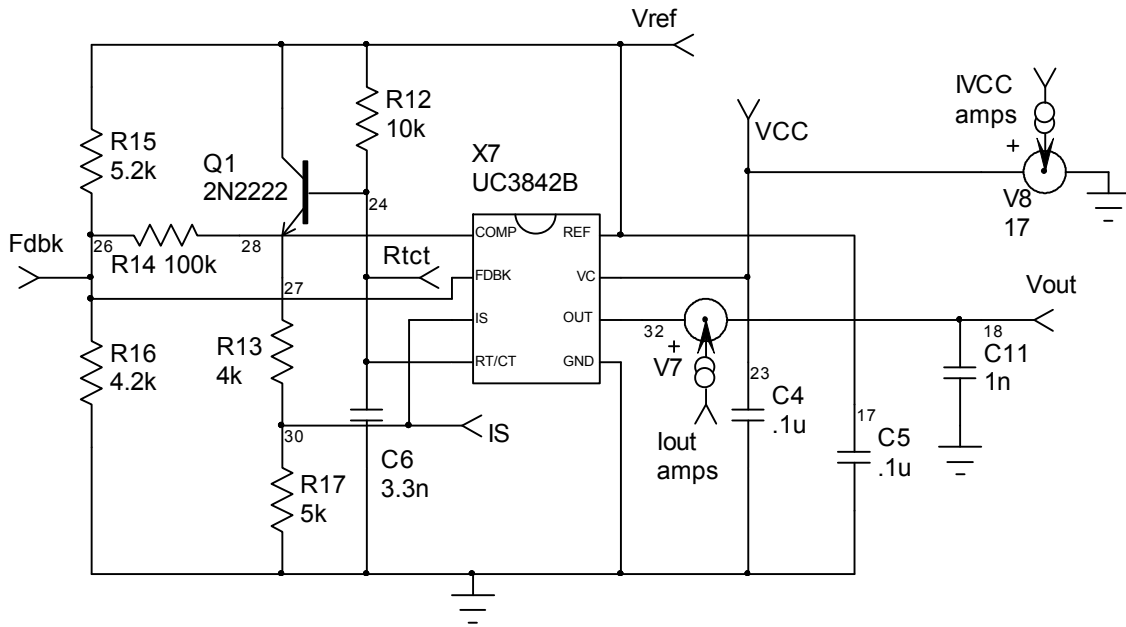 Vref
R12
10k
IVCC
amps
VCC
+
R15
5.2k
Q1
2N2222
X7
UC3842B
V8
17
24
Fdbk
26
R14 100k
28
COMP
REF
Rtct
FDBK
VC
27
IS
OUT
Vout
32
+
V7
18
R13
4k
R16
4.2k
RT/CT
GND
C11
1n
23
C4
.1u
17
30
IS
Iout
amps
C5
.1u
C6
3.3n
R17
5k